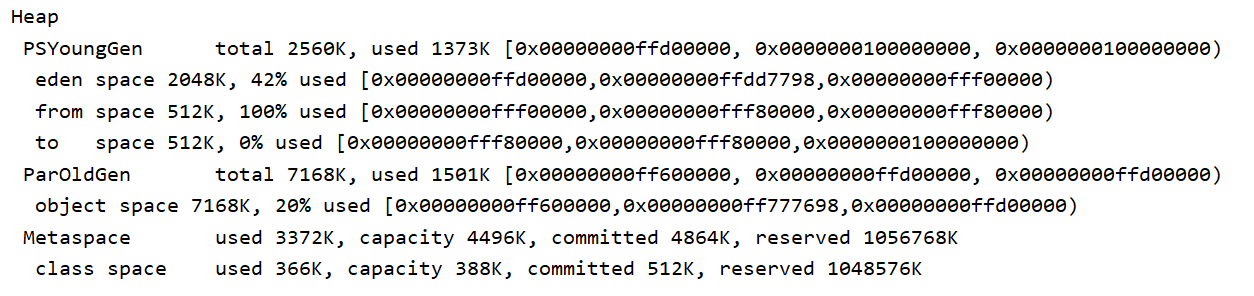 Heap
 PSYoungGen      total 2560K, used 1373K [0x00000000ffd00000, 0x0000000100000000, 0x0000000100000000)
  eden space 2048K, 42% used [0x00000000ffd00000,0x00000000ffdd7798,0x00000000fff00000)
  from space 512K, 100% used [0x00000000fff00000,0x00000000fff80000,0x00000000fff80000)
  to   space 512K, 0% used [0x00000000fff80000,0x00000000fff80000,0x0000000100000000)
 ParOldGen       total 7168K, used 1501K [0x00000000ff600000, 0x00000000ffd00000, 0x00000000ffd00000)
  object space 7168K, 20% used [0x00000000ff600000,0x00000000ff777698,0x00000000ffd00000)
 Metaspace       used 3372K, capacity 4496K, committed 4864K, reserved 1056768K
  class space    used 366K, capacity 388K, committed 512K, reserved 1048576K